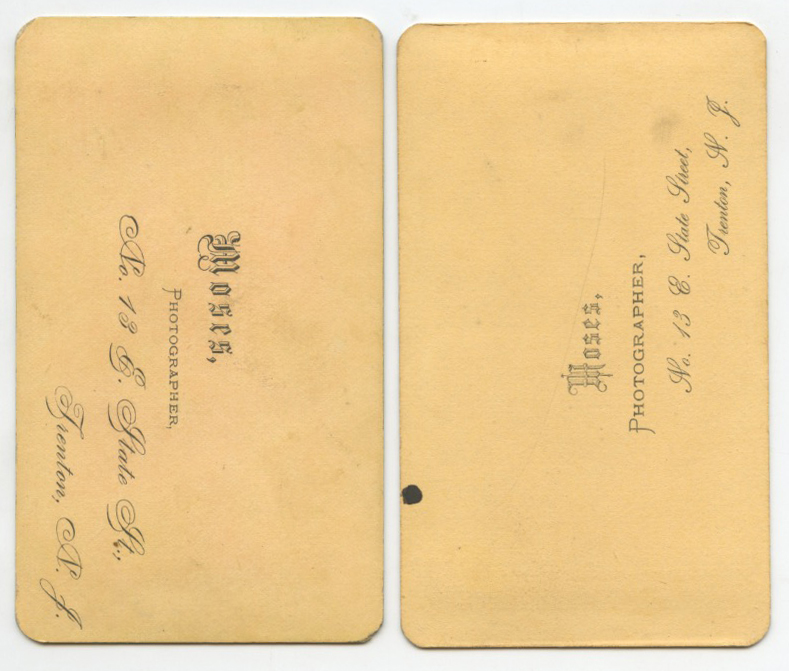 Moses,
PHOTOGRAPHER,
No. 13 E. State St.,
Trenton, N. J.
Moses,
PHOTOGRAPHER,
No. 13 E. State Street,
Trenton, N. J.